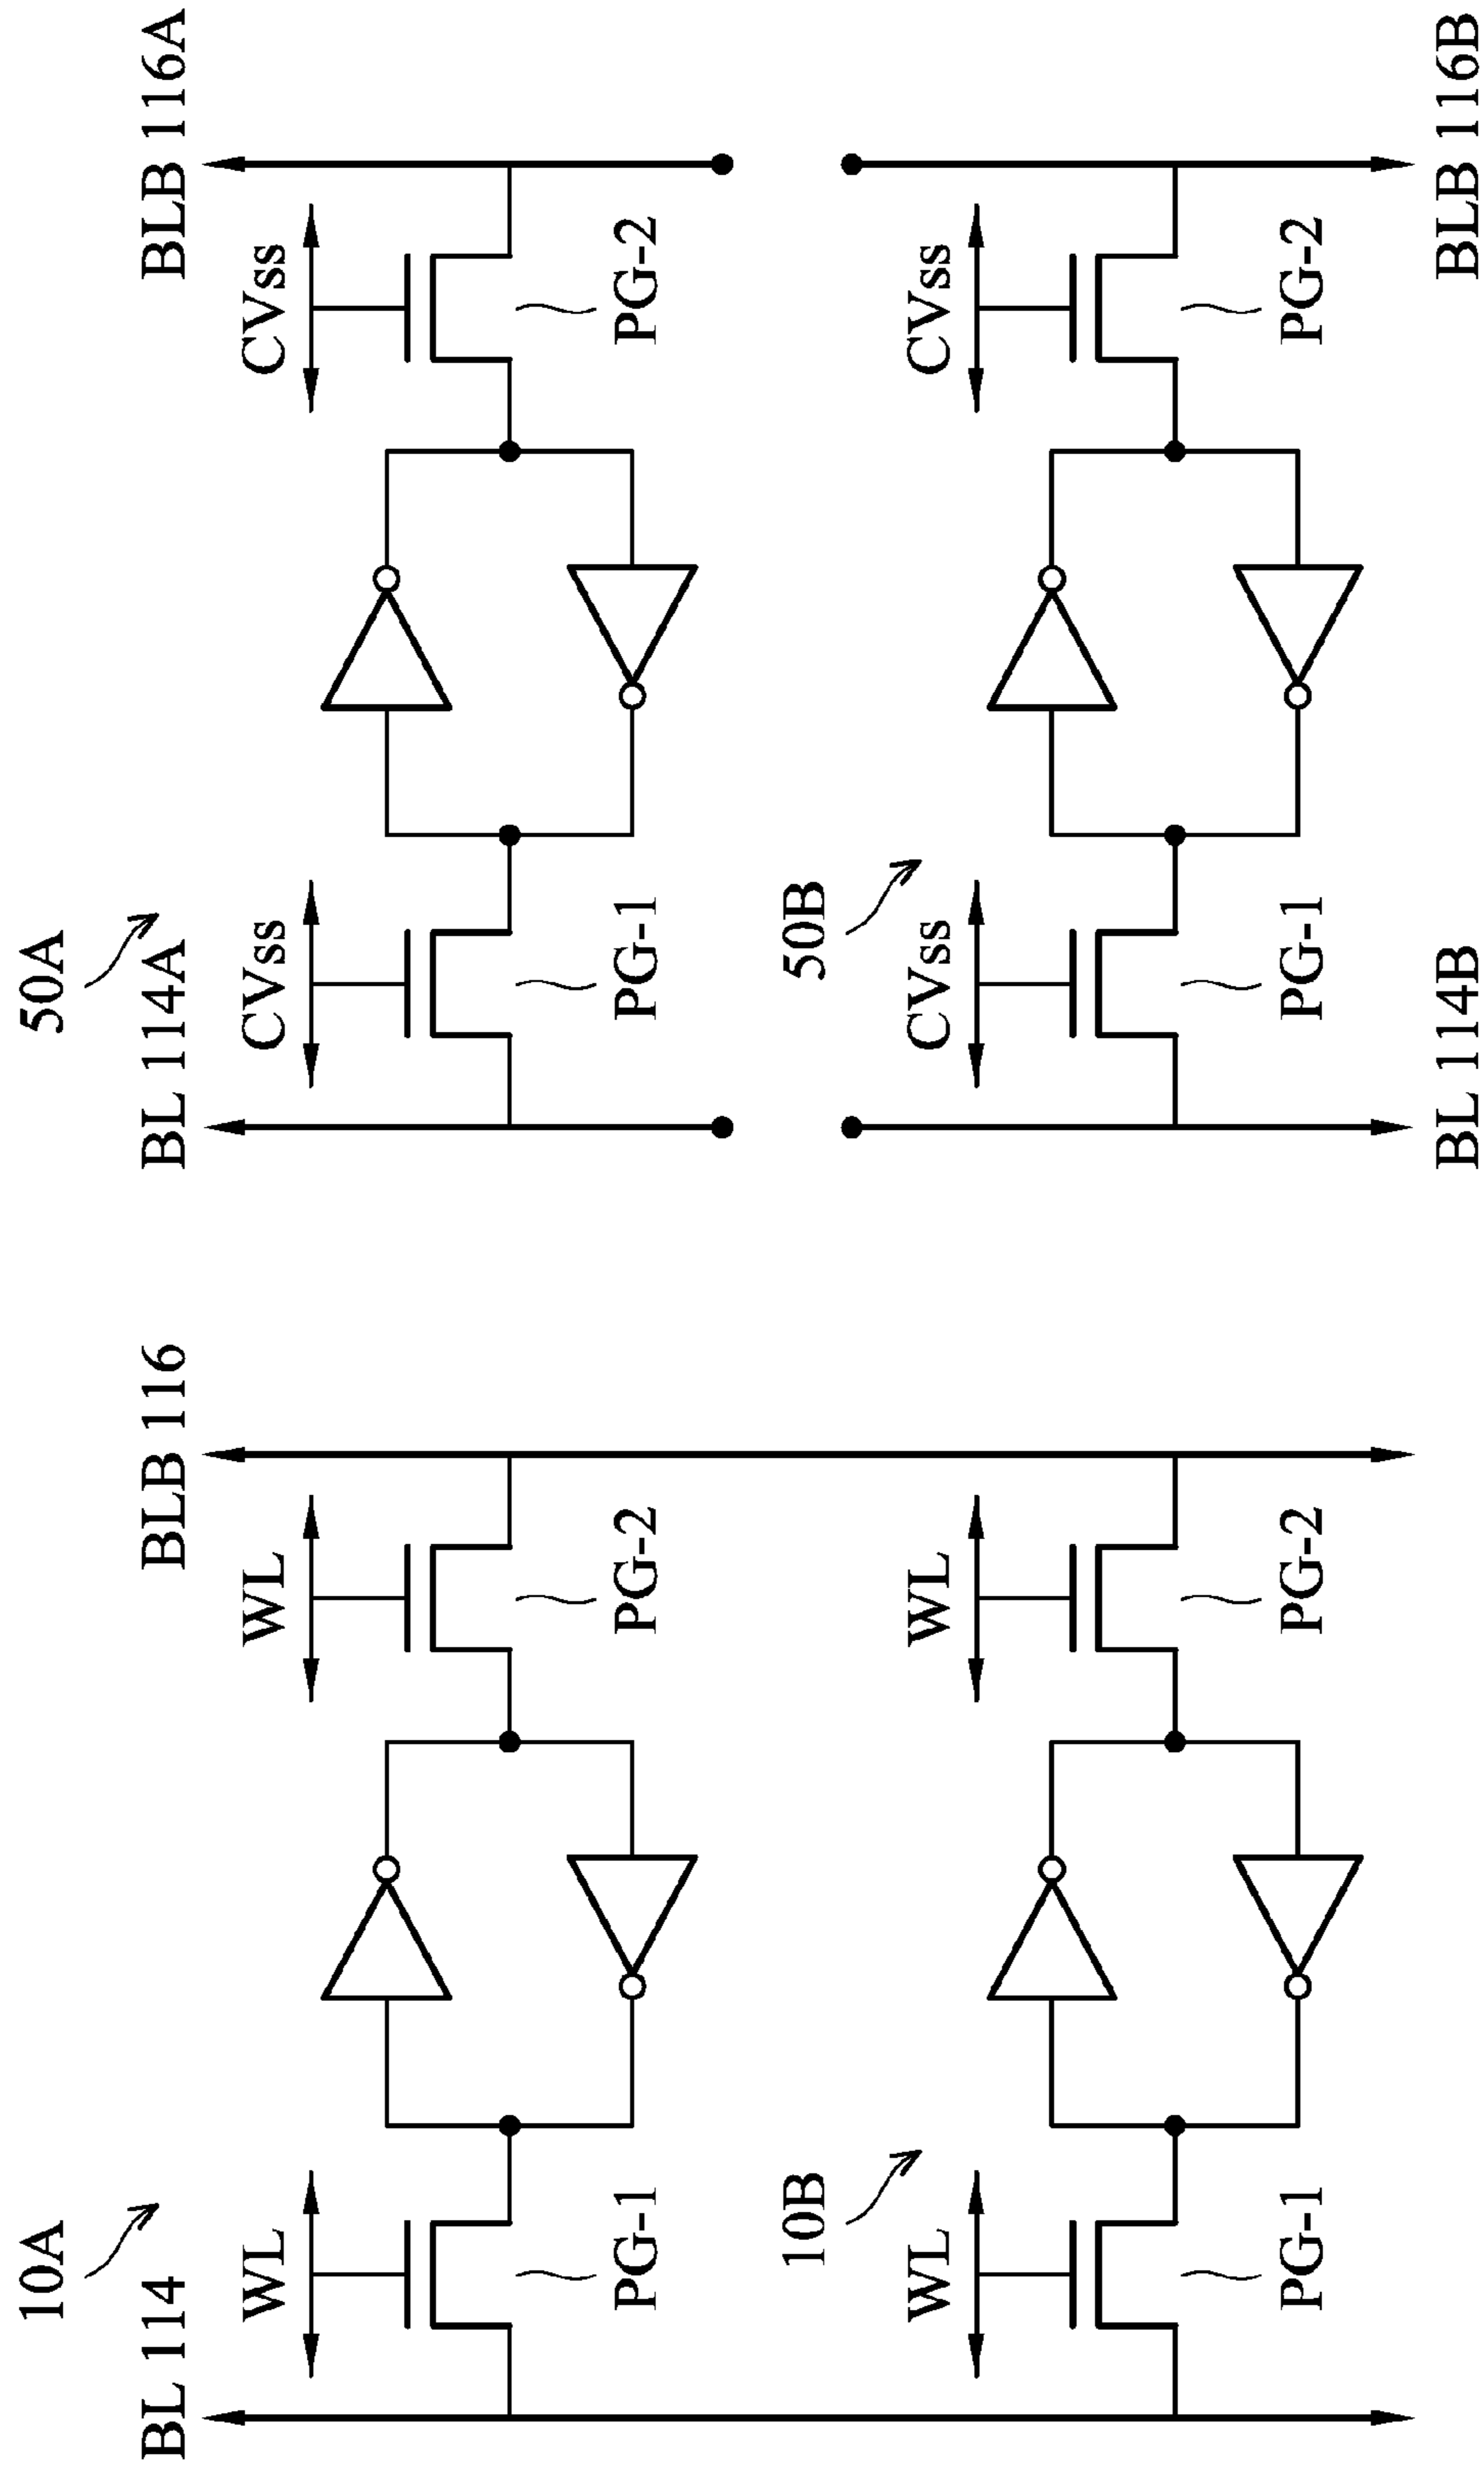 10A
50A
BL 114
BLB 116
BL 114A
BLB 116A
WL
WL
CVss
CVss
PG-1
PG-2
PG-1
PG-2
10B
50B
WL
WL
CVss
CVss
PG-1
PG-2
PG-1
PG-2
BL 114B
BLB 116B